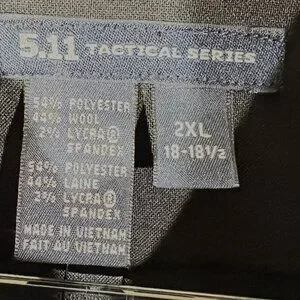 5.11 TACTICAL SERIES
54% POLYESTER
44% WOOL
2% LYCRA®
SPANDEX
54% POLYESTER
44% LAINE
2% LYCRA®
SPANDEX
MADE IN VIETNAM
FAIT AU VIETNAM
2XL
18-18½